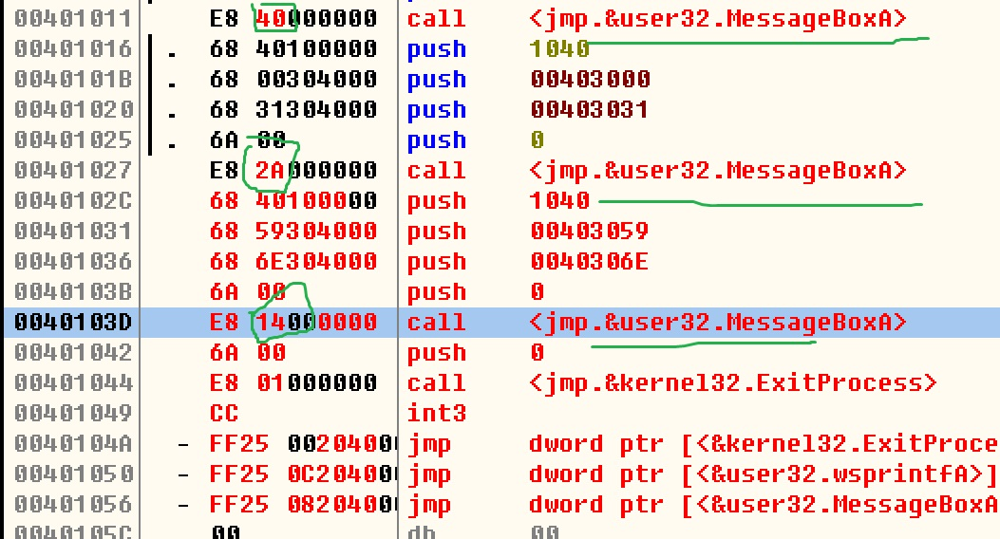 00401011 E8 40000000 call <jmp.&user32.MessageBoxA>
00401016 . 68 40100000 push 1040
0040101B . 68 00304000 push 00403000
00401020 . 68 31304000 push 00403031
00401025 . 6A 00 push 0
00401027 E8 2A000000 call <jmp.&user32.MessageBoxA>
0040102C 68 40100000 push 1040
00401031 68 59304000 push 00403059
00401036 68 6E304000 push 0040306E
0040103B 6A 00 push 0
0040103D E8 14000000 call <jmp.&user32.MessageBoxA>
00401042 6A 00 push 0
00401044 E8 01000000 call <jmp.&kernel32.ExitProcess>
00401049 CC int3
0040104A - FF25 0020400 jmp dword ptr [<&kernel32.ExitProce
00401050 - FF25 0C20400 jmp dword ptr [<&user32.wsprintfA>]
00401056 - FF25 0820400 jmp dword ptr [<&user32.MessageBoxA
0040105C 00 db 00